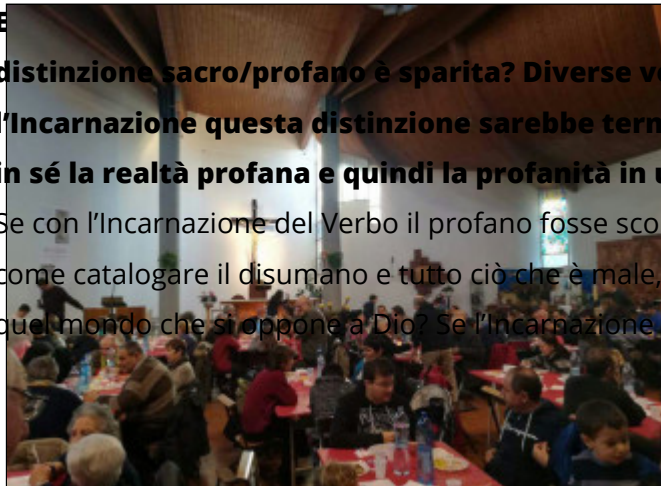 E
distinzione sacro/profano è sparita? Diverse v
l'Incarnazione questa distinzione sarebbe term
in sé la realtà profana e quindi la profanità in u
Se con l'Incarnazione del Verbo il profano fosse sco
come catalogare il disumano e tutto ciò che è male,
quel mondo che si oppone a Dio? Se l'Incarnazione